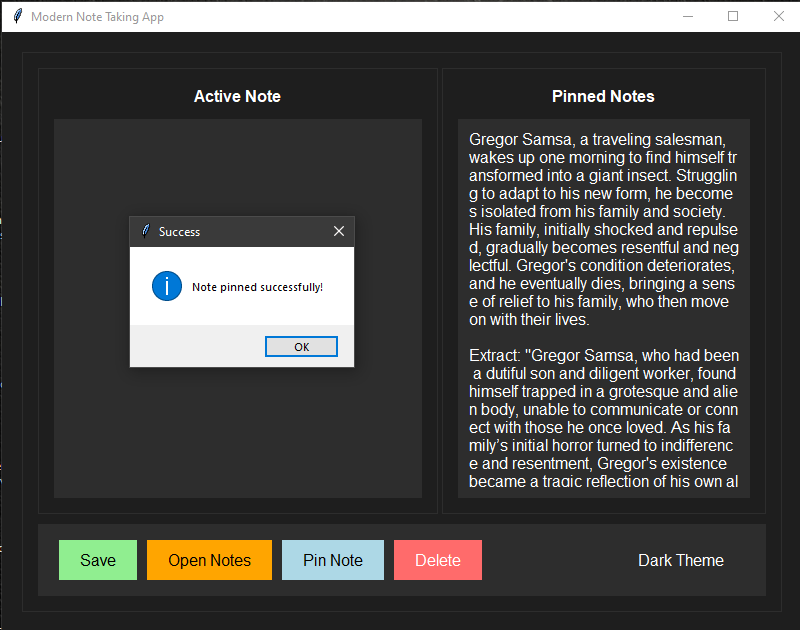 Modern Note Taking App
Active Note
Pinned Notes
Gregor Samsa, a traveling salesman,
wakes up one morning to find himself tr
ansformed into a giant insect. Strugglin
g to adapt to his new form, he become
s isolated from his family and society.
His family, initially shocked and repulse
d, gradually becomes resentful and neg
lectful. Gregor's condition deteriorates,
and he eventually dies, bringing a sens
e of relief to his family, who then move
on with their lives.
Extract: "Gregor Samsa, who had been
a dutiful son and diligent worker, found
himself trapped in a grotesque and alie
n body, unable to communicate or conn
ect with those he once loved. As his fa
mily’s initial horror turned to indifferenc
e and resentment, Gregor's existence
became a tragic reflection of his own al
Success
Note pinned successfully!
OK
Save
Open Notes
Pin Note
Delete
Dark Theme